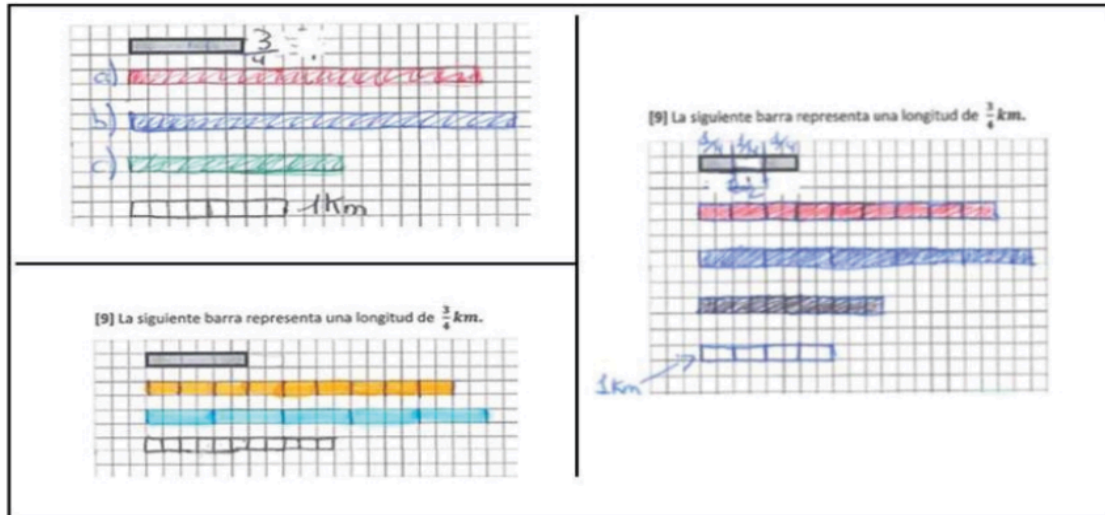 3/4
a)
b)
c)
1Km
[9] La siguiente barra representa una longitud de 3/4 km.
[9] La siguiente barra representa una longitud de 3/4 km.
1/4 1/4 1/4
1Km